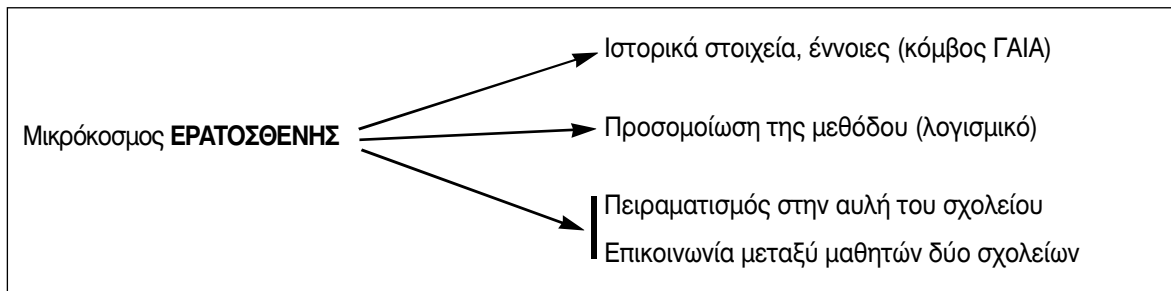 Ιστορικά στοιχεία, έννοιες (κόμβος ΓΑΙΑ)
Μικρόκοσμος ΕΡΑΤΟΣΘΕΝΗΣ
Προσομοίωση της μεθόδου (λογισμικό)
Πειραματισμός στην αυλή του σχολείου
Επικοινωνία μεταξύ μαθητών δύο σχολείων